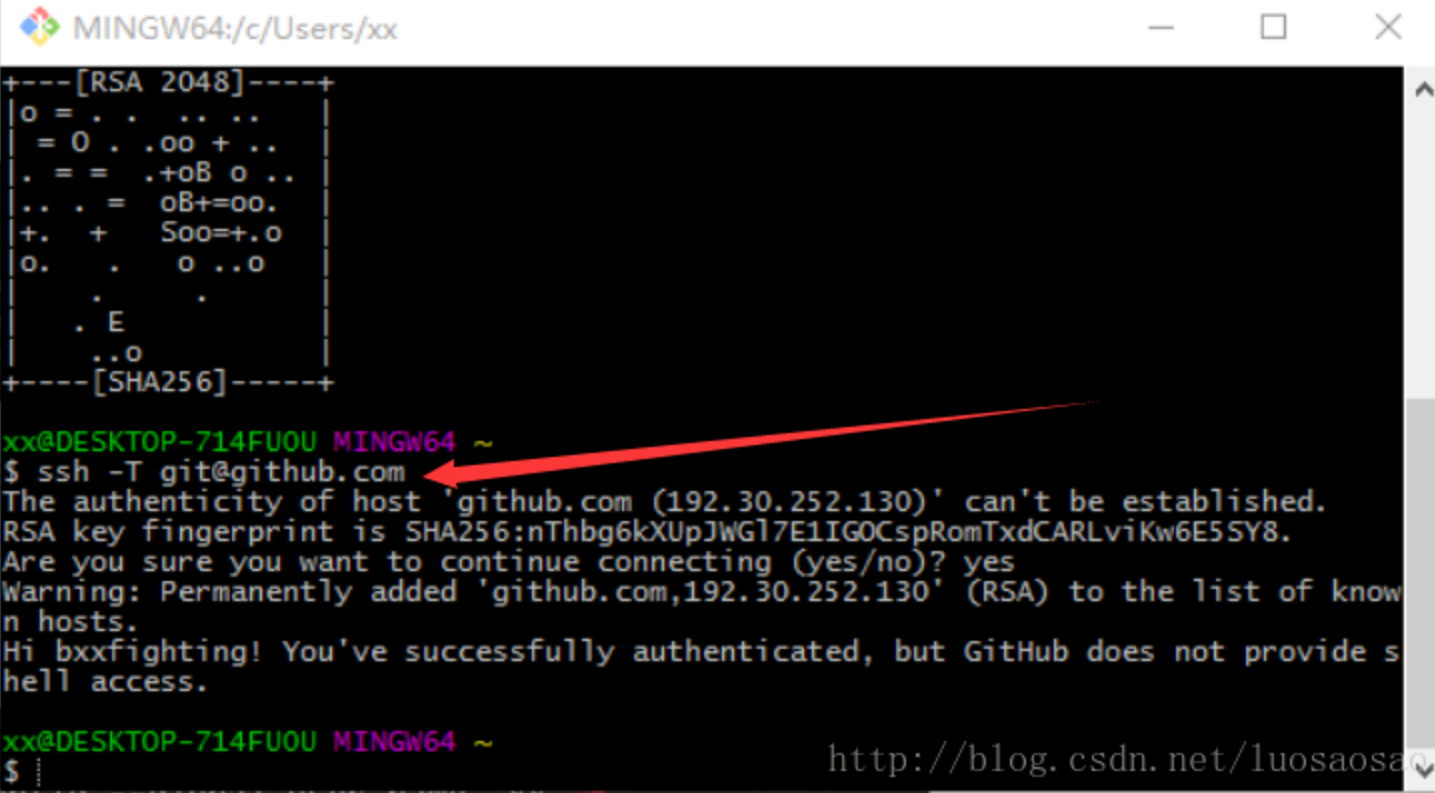 MINGW64:/c/Users/xx
+---[RSA 2048]----+
|o = . .  .. ..   |
| = O . .oo + ..  |
|. = =  .+oB o .. |
|.. . =  oB+=oo.  |
|+.  +   Soo=+.o  |
|o.   .   o ..o   |
|    .     .      |
|   . E           |
|    ..o          |
+----[SHA256]-----+
xx@DESKTOP-714FU0U MINGW64 ~
$ ssh -T git@github.com
The authenticity of host 'github.com (192.30.252.130)' can't be established.
RSA key fingerprint is SHA256:nThbg6kXUpJWGl7E1IGOCspRomTxdCARLviKw6E5SY8.
Are you sure you want to continue connecting (yes/no)? yes
Warning: Permanently added 'github.com,192.30.252.130' (RSA) to the list of know
n hosts.
Hi bxxfighting! You've successfully authenticated, but GitHub does not provide s
hell access.
xx@DESKTOP-714FU0U MINGW64 ~
$
http://blog.csdn.net/luosaosao